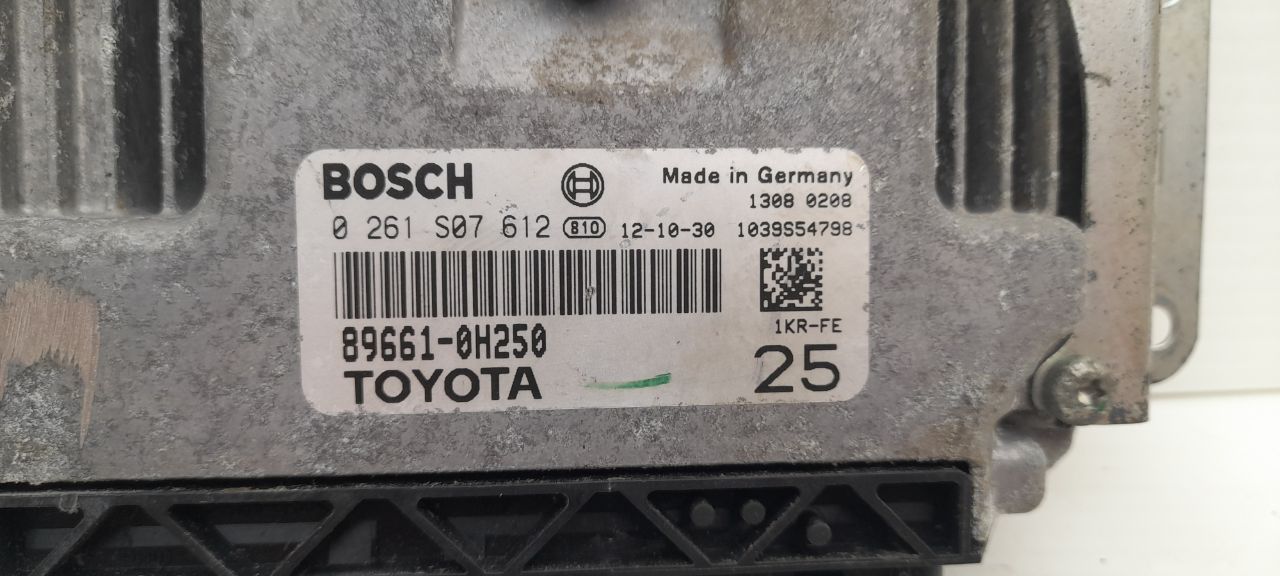 BOSCH Made in Germany
1308 0208
0 261 S07 612 810 12-10-30 1039S54798
1KR-FE
89661-0H250
TOYOTA 25